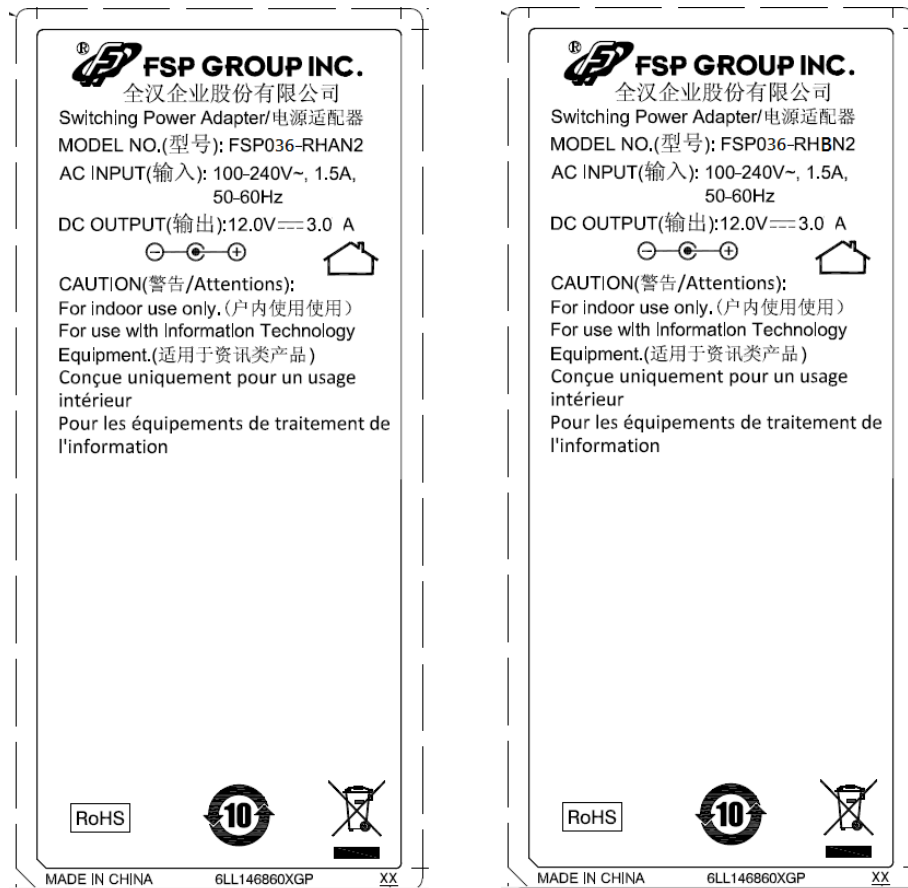 ® FSP GROUP INC.
全汉企业股份有限公司
Switching Power Adapter/电源适配器
MODEL NO.(型号): FSP036-RHAN2
AC INPUT(输入): 100-240V~, 1.5A,
50-60Hz
DC OUTPUT(输出):12.0V⎓3.0 A
CAUTION(警告/Attentions):
For indoor use only.(户内使用使用)
For use with Information Technology
Equipment.(适用于资讯类产品)
Conçue uniquement pour un usage
intérieur
Pour les équipements de traitement de
l'information
RoHS
10
MADE IN CHINA 6LL146860XGP XX
® FSP GROUP INC.
全汉企业股份有限公司
Switching Power Adapter/电源适配器
MODEL NO.(型号): FSP036-RHBN2
AC INPUT(输入): 100-240V~, 1.5A,
50-60Hz
DC OUTPUT(输出):12.0V⎓3.0 A
CAUTION(警告/Attentions):
For indoor use only.(户内使用使用)
For use with Information Technology
Equipment.(适用于资讯类产品)
Conçue uniquement pour un usage
intérieur
Pour les équipements de traitement de
l'information
RoHS
10
MADE IN CHINA 6LL146860XGP XX